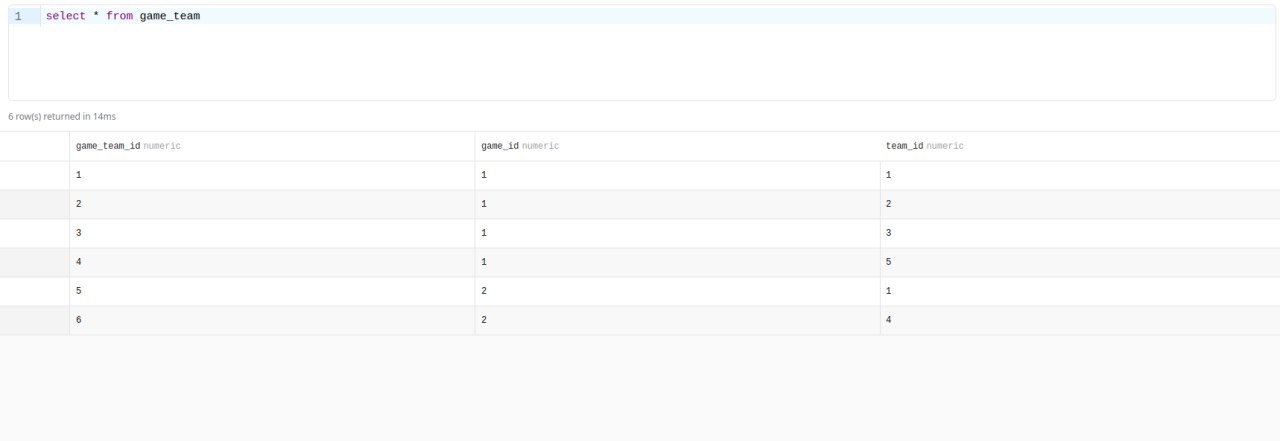 1 select * from game_team
6 row(s) returned in 14ms
game_team_id numeric game_id numeric team_id numeric
1 1 1
2 1 2
3 1 3
4 1 5
5 2 1
6 2 4